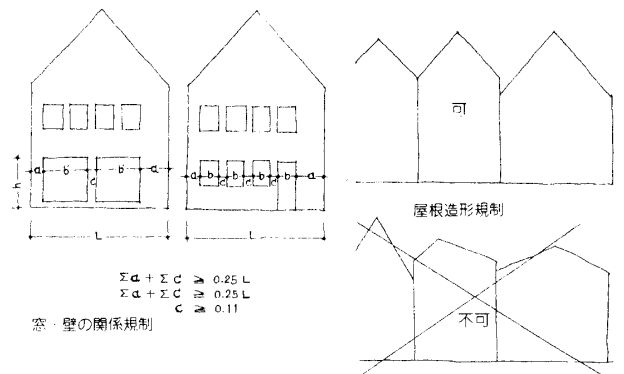 a b c b a
h
L
a b c b c b c b a
L
Σa + Σc ≧ 0.25 L
Σa + Σc ≧ 0.25 L
c ≧ 0.11
窓・壁の関係規制
可
屋根造形規制
不可